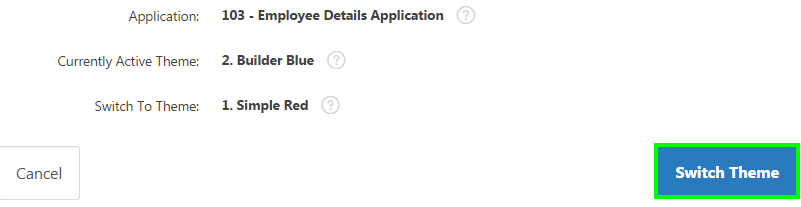 Application: 103 - Employee Details Application ?
Currently Active Theme: 2. Builder Blue ?
Switch To Theme: 1. Simple Red ?
Cancel Switch Theme